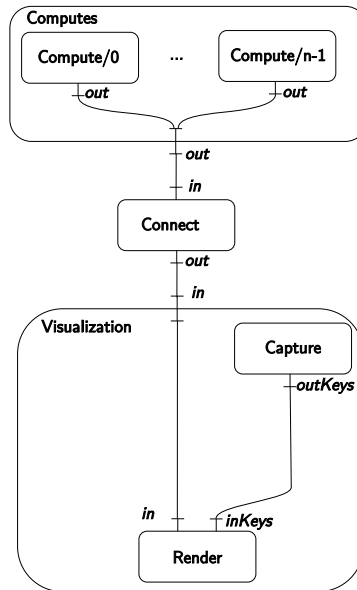 Computes
Compute/0 ... Compute/n-1
out out
out
in
Connect
out
in
Visualization
Capture
outKeys
in inKeys
Render